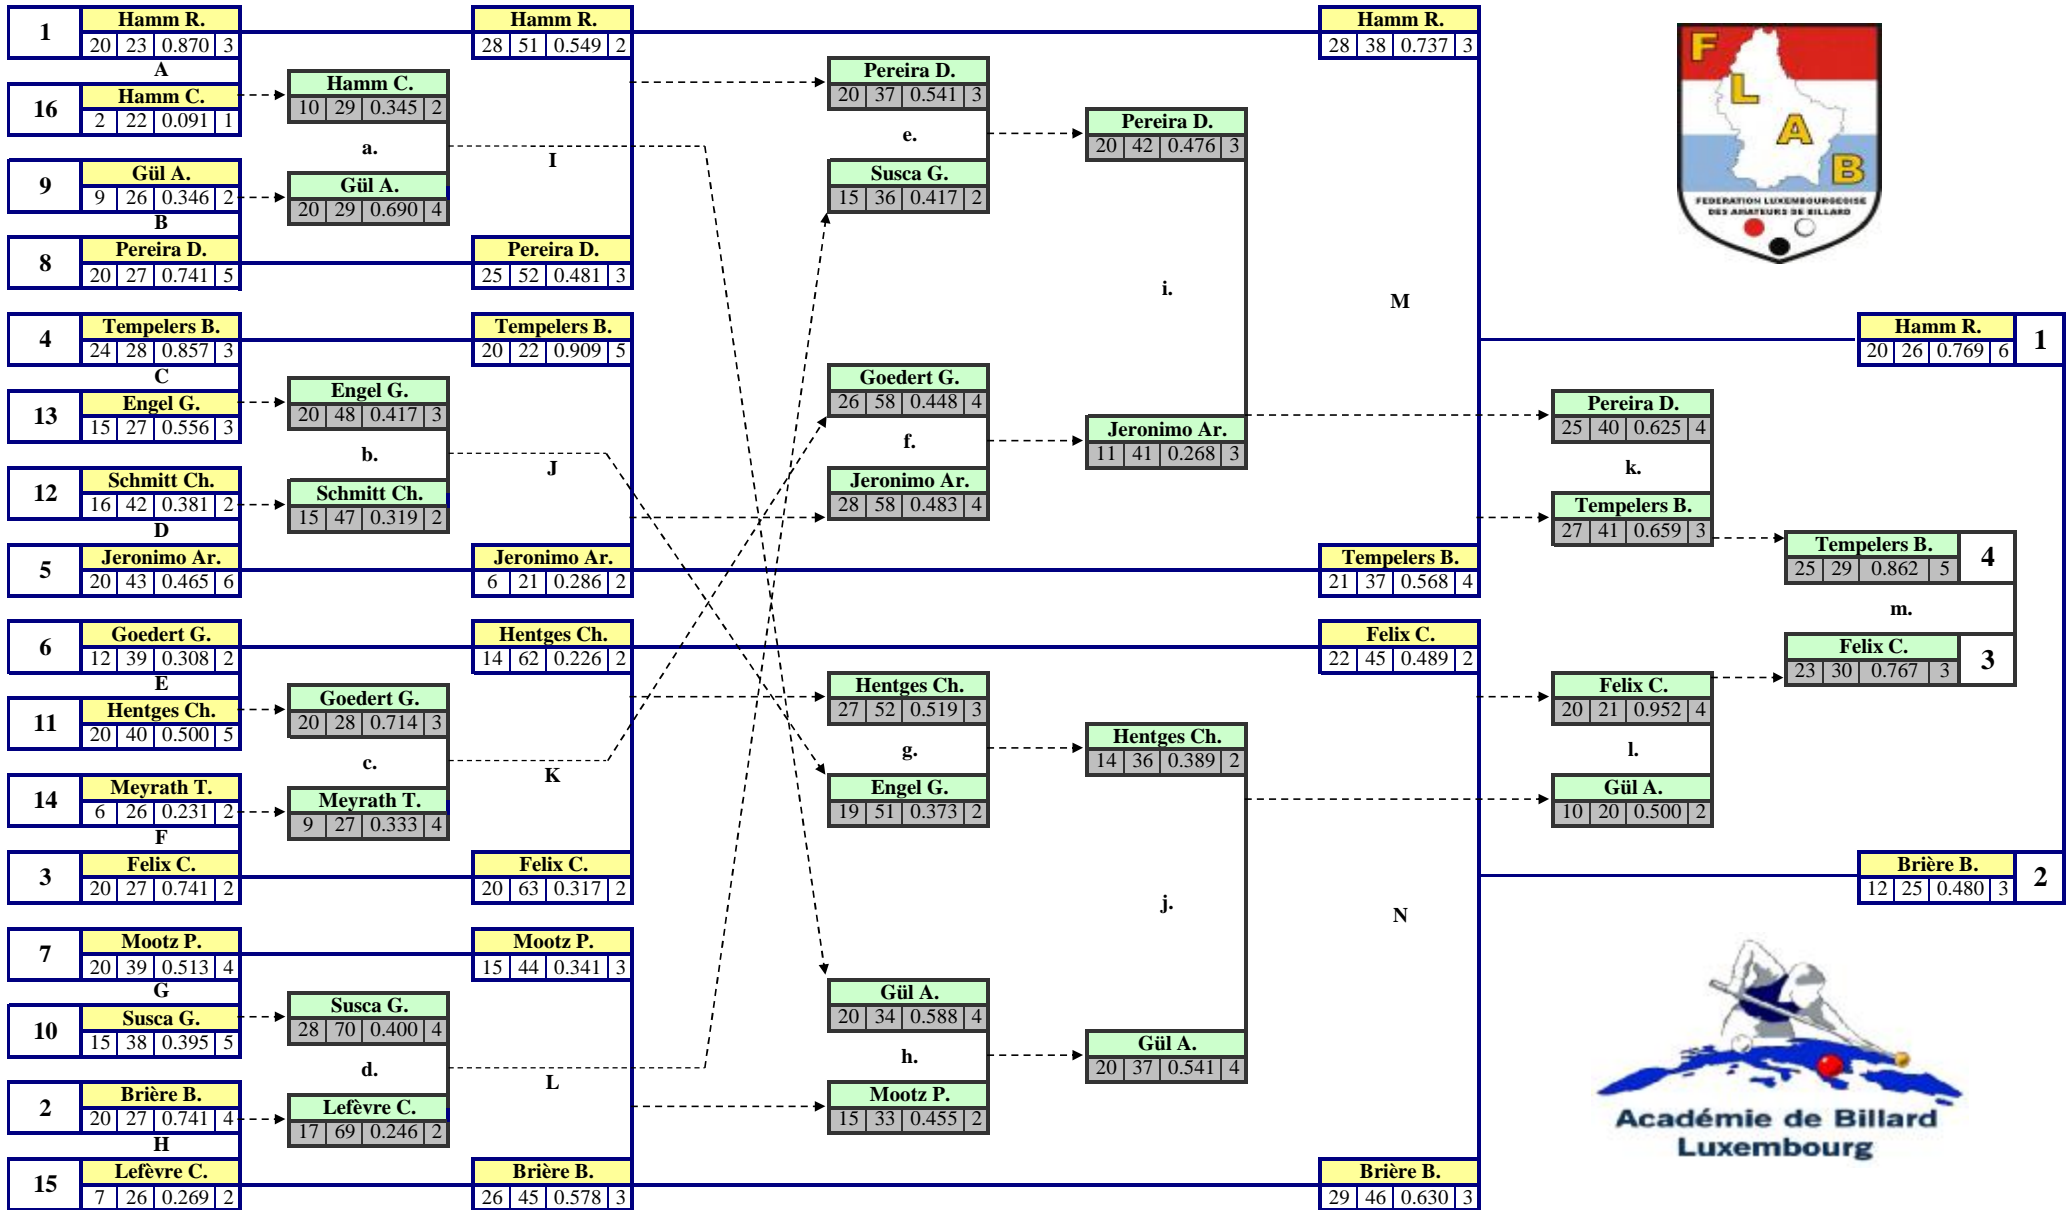 1
Hamm R.
20 23 0.870 3
A
16
Hamm C.
2 22 0.091 1
9
Gül A.
9 26 0.346 2
B
8
Pereira D.
20 27 0.741 5
4
Tempelers B.
24 28 0.857 3
C
13
Engel G.
15 27 0.556 3
12
Schmitt Ch.
16 42 0.381 2
D
5
Jeronimo Ar.
20 43 0.465 6
6
Goedert G.
12 39 0.308 2
E
11
Hentges Ch.
20 40 0.500 5
14
Meyrath T.
6 26 0.231 2
F
3
Felix C.
20 27 0.741 2
7
Mootz P.
20 39 0.513 4
G
10
Susca G.
15 38 0.395 5
2
Brière B.
20 27 0.741 4
H
15
Lefèvre C.
7 26 0.269 2
Hamm C.
10 29 0.345 2
a.
Gül A.
20 29 0.690 4
Engel G.
20 48 0.417 3
b.
Schmitt Ch.
15 47 0.319 2
Goedert G.
20 28 0.714 3
c.
Meyrath T.
9 27 0.333 4
Susca G.
28 70 0.400 4
d.
Lefèvre C.
17 69 0.246 2
Hamm R.
28 51 0.549 2
I
Pereira D.
25 52 0.481 3
Tempelers B.
20 22 0.909 5
J
Jeronimo Ar.
6 21 0.286 2
Hentges Ch.
14 62 0.226 2
K
Felix C.
20 63 0.317 2
Mootz P.
15 44 0.341 3
L
Brière B.
26 45 0.578 3
Pereira D.
20 37 0.541 3
e.
Susca G.
15 36 0.417 2
Goedert G.
26 58 0.448 4
f.
Jeronimo Ar.
28 58 0.483 4
Hentges Ch.
27 52 0.519 3
g.
Engel G.
19 51 0.373 2
Gül A.
20 34 0.588 4
h.
Mootz P.
15 33 0.455 2
Pereira D.
20 42 0.476 3
i.
Jeronimo Ar.
11 41 0.268 3
Hentges Ch.
14 36 0.389 2
j.
Gül A.
20 37 0.541 4
Hamm R.
28 38 0.737 3
M
Tempelers B.
21 37 0.568 4
Felix C.
22 45 0.489 2
N
Brière B.
29 46 0.630 3
Pereira D.
25 40 0.625 4
k.
Tempelers B.
27 41 0.659 3
Felix C.
20 21 0.952 4
l.
Gül A.
10 20 0.500 2
Tempelers B.
25 29 0.862 5
4
m.
Felix C.
23 30 0.767 3
3
Hamm R.
20 26 0.769 6
1
Brière B.
12 25 0.480 3
2
F
L
A
B
FEDERATION LUXEMBOURGEOISE
DES AMATEURS DE BILLARD
Académie de Billard
Luxembourg